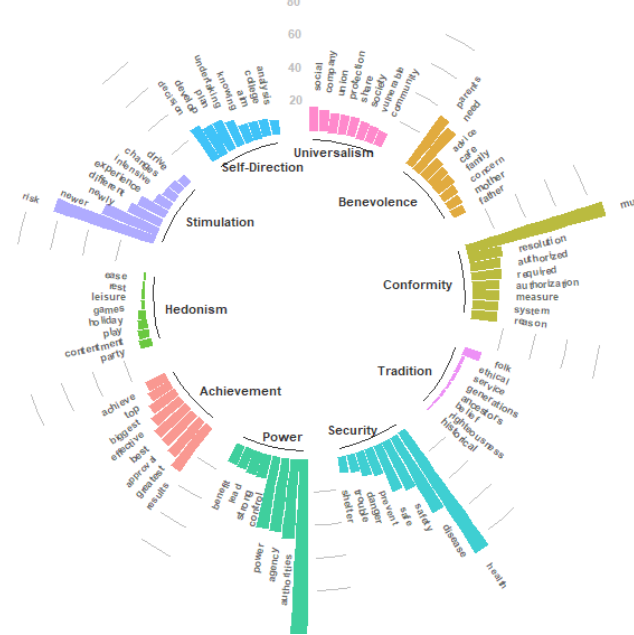 80
60
40
20
social
company
union
protection
share
society
vulnerable
community
Universalism
parents
need
advice
care
family
concern
mother
father
Benevolence
mu
resolution
authorized
required
authorization
measure
system
reason
Conformity
folk
ethical
service
generations
ancestors
belief
righteousness
historical
Tradition
health
disease
safety
safe
prevent
danger
trouble
shelter
Security
authorities
agency
power
control
strong
lead
benefit
Power
results
greatest
approval
best
effective
biggest
top
achieve
Achievement
party
contentment
play
holiday
games
leisure
rest
ease
Hedonism
risk
newer
newly
different
experience
intensive
changes
drive
Stimulation
decision
develop
plan
undertaking
knowing
aim
college
analysis
Self-Direction